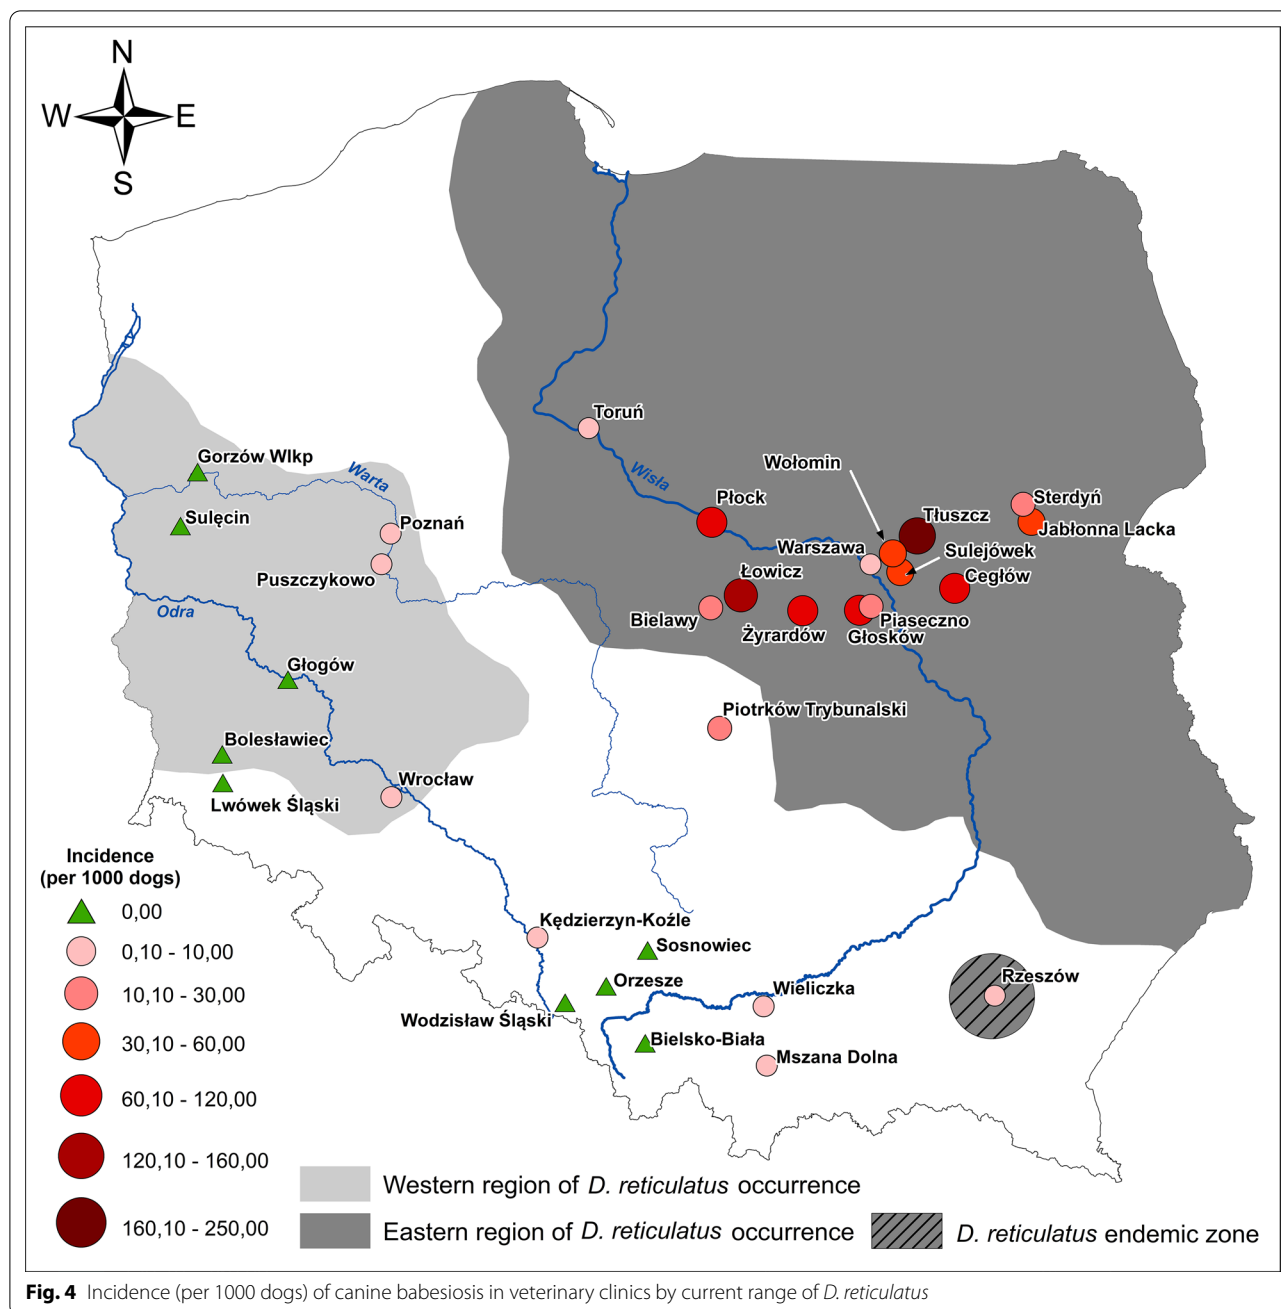 N
W E
S
Toruń
Wołomin
Gorzów Wlkp
Warta
Wisła
Płock
Sterdyń
Sulęcin
Poznań
Tłuszcz
Jabłonna Lacka
Warszawa
Sulejówek
Puszczykowo
Łowicz
Cegłów
Odra
Bielawy
Piaseczno
Żyrardów
Głosków
Głogów
Piotrków Trybunalski
Bolesławiec
Wrocław
Lwówek Śląski
Kędzierzyn-Koźle
Sosnowiec
Rzeszów
Orzesze
Wieliczka
Wodzisław Śląski
Bielsko-Biała
Mszana Dolna
Incidence
(per 1000 dogs)
0,00
0,10 - 10,00
10,10 - 30,00
30,10 - 60,00
60,10 - 120,00
120,10 - 160,00
160,10 - 250,00
Western region of D. reticulatus occurrence
Eastern region of D. reticulatus occurrence
D. reticulatus endemic zone
Fig. 4 Incidence (per 1000 dogs) of canine babesiosis in veterinary clinics by current range of D. reticulatus